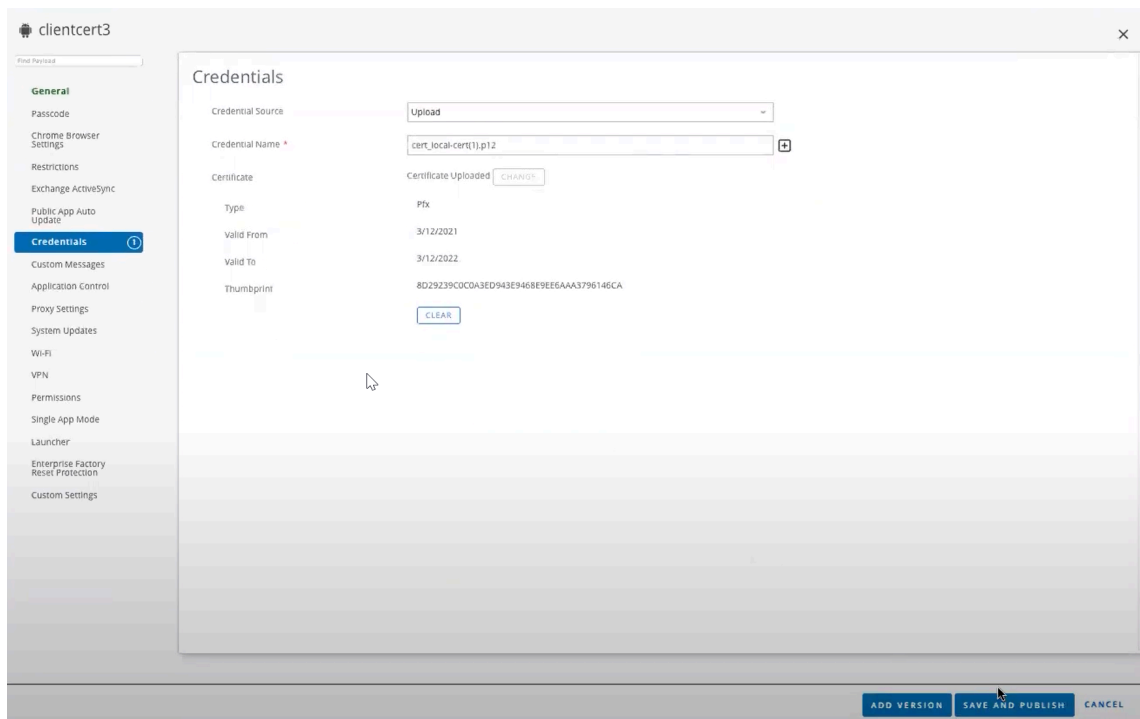 clientcert3
Find Payload
General
Passcode
Chrome Browser
Settings
Restrictions
Exchange ActiveSync
Public App Auto
Update
Credentials 1
Custom Messages
Application Control
Proxy Settings
System Updates
Wi-Fi
VPN
Permissions
Single App Mode
Launcher
Enterprise Factory
Reset Protection
Custom Settings
Credentials
Credential Source Upload
Credential Name * cert_local-cert(1).p12
Certificate Certificate Uploaded CHANGE
Type Pfx
Valid From 3/12/2021
Valid To 3/12/2022
Thumbprint 8D29239C0C0A3ED943E9468E9EE6AAA3796146CA
CLEAR
ADD VERSION SAVE AND PUBLISH CANCEL